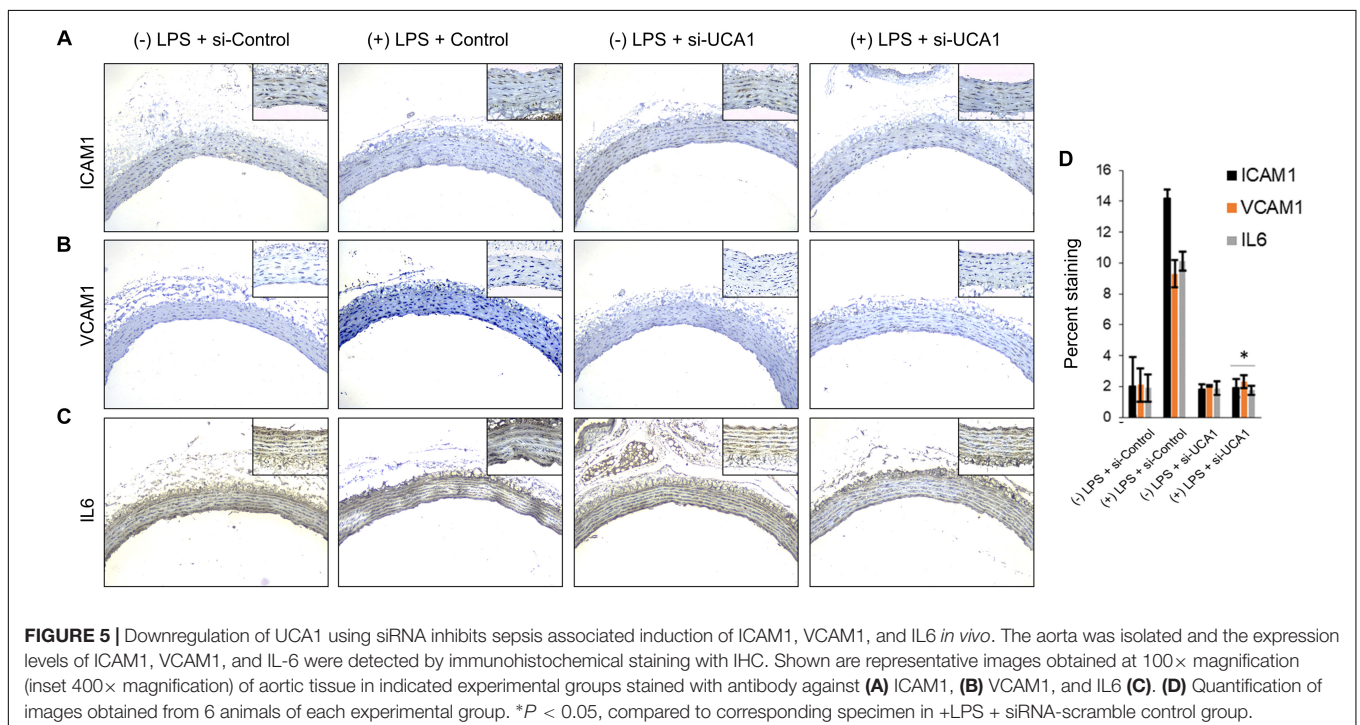 A
(-) LPS + si-Control
(+) LPS + Control
(-) LPS + si-UCA1
(+) LPS + si-UCA1
ICAM1
B
VCAM1
C
IL6
D
16
14
12
10
8
6
4
2
0
Percent staining
ICAM1
VCAM1
IL6
*
(-) LPS + si-Control
(+) LPS + si-Control
(-) LPS + si-UCA1
(+) LPS + si-UCA1
FIGURE 5 | Downregulation of UCA1 using siRNA inhibits sepsis associated induction of ICAM1, VCAM1, and IL6 in vivo. The aorta was isolated and the expression
levels of ICAM1, VCAM1, and IL-6 were detected by immunohistochemical staining with IHC. Shown are representative images obtained at 100× magnification
(inset 400× magnification) of aortic tissue in indicated experimental groups stained with antibody against (A) ICAM1, (B) VCAM1, and IL6 (C). (D) Quantification of
images obtained from 6 animals of each experimental group. *P < 0.05, compared to corresponding specimen in +LPS + siRNA-scramble control group.